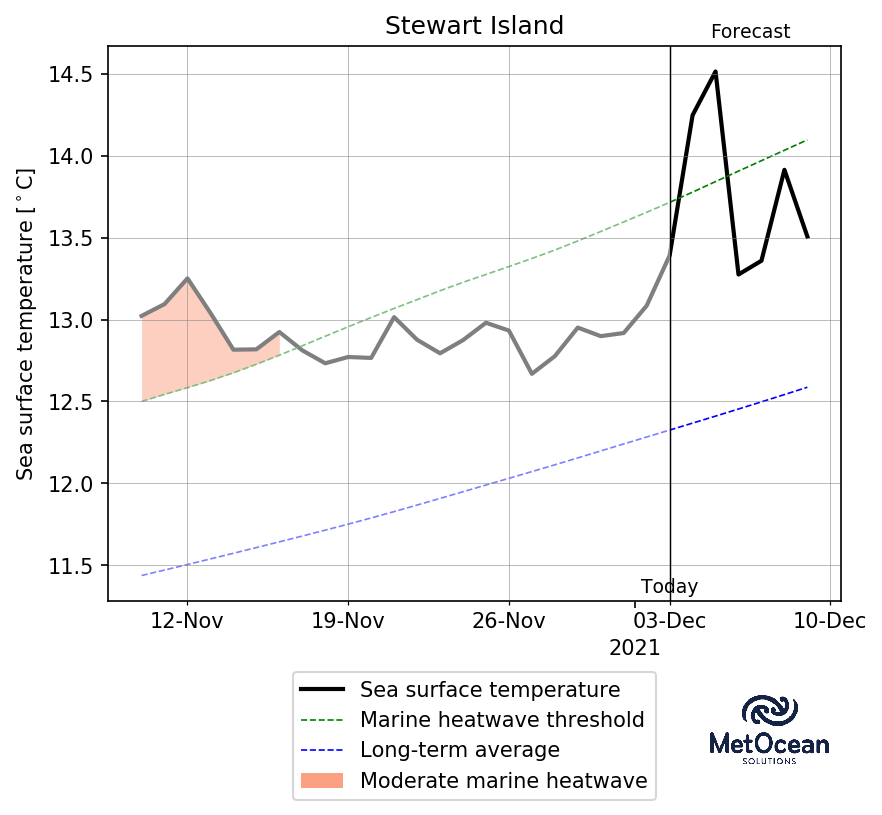 Stewart Island
Forecast
14.5
14.0
13.5
13.0
12.5
12.0
11.5
Sea surface temperature [°C]
Today
12-Nov 19-Nov 26-Nov 03-Dec 10-Dec
2021
Sea surface temperature
Marine heatwave threshold
Long-term average
Moderate marine heatwave
MetOcean
SOLUTIONS